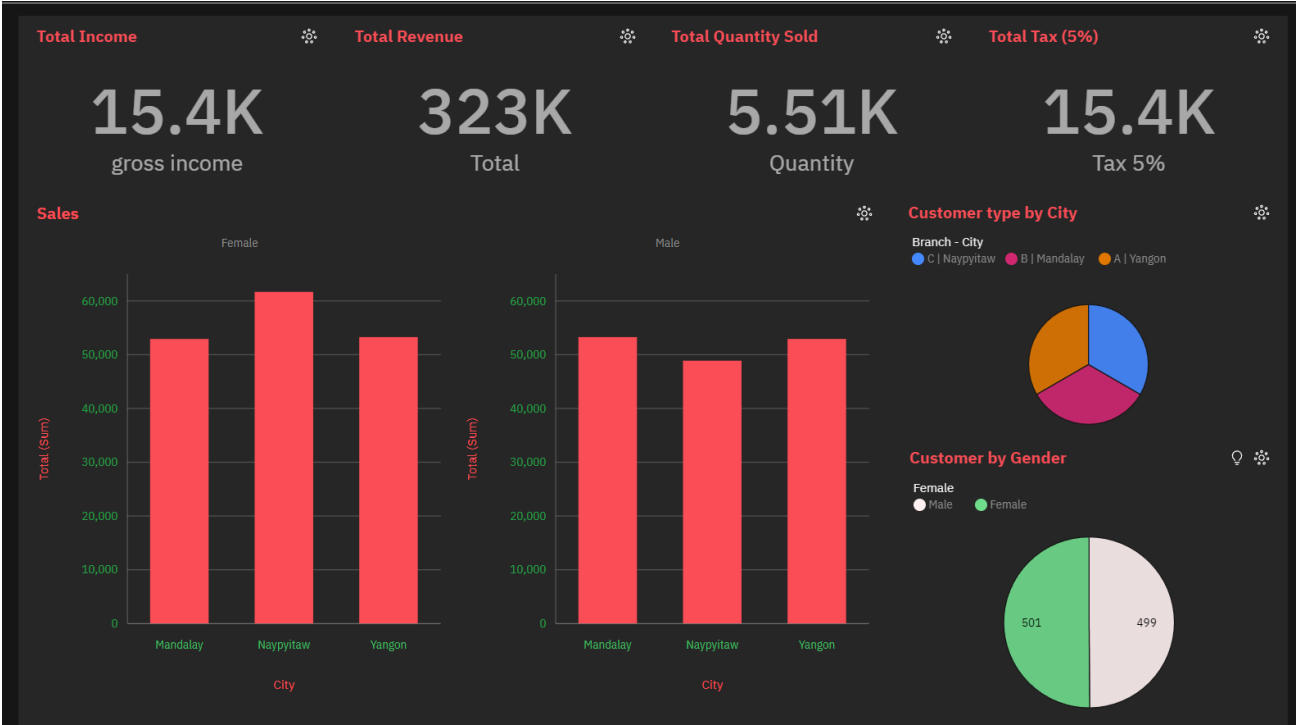 Total Income
Total Revenue
Total Quantity Sold
Total Tax (5%)
15.4K
323K
5.51K
15.4K
gross income
Total
Quantity
Tax 5%
Sales
Female
Male
60,000
50,000
40,000
30,000
20,000
10,000
0
Total (Sum)
Mandalay
Naypyitaw
Yangon
City
60,000
50,000
40,000
30,000
20,000
10,000
0
Total (Sum)
Mandalay
Naypyitaw
Yangon
City
Customer type by City
Branch - City
C | Naypyitaw
B | Mandalay
A | Yangon
Customer by Gender
Female
Male
Female
501
499